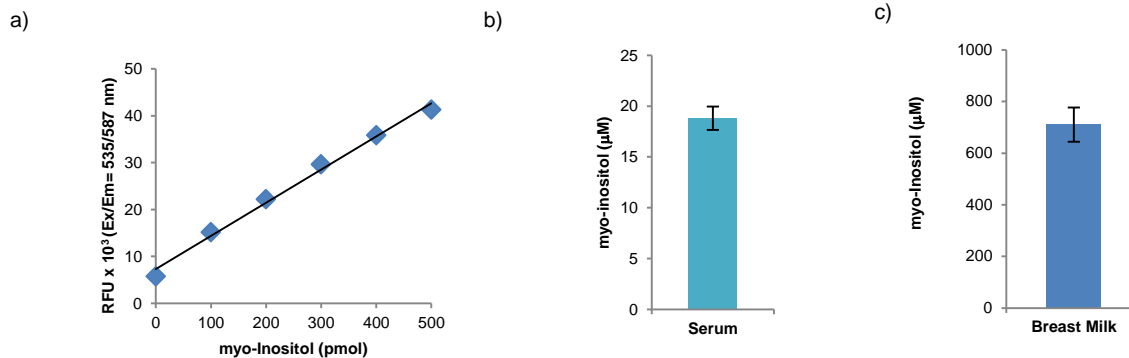 a)
RFU x 10³ (Ex/Em= 535/587 nm)
50
40
30
20
10
0
0 100 200 300 400 500
myo-Inositol (pmol)
b)
myo-inositol (μM)
25
20
15
10
5
0
Serum
c)
myo-Inositol (μM)
1000
800
600
400
200
0
Breast Milk